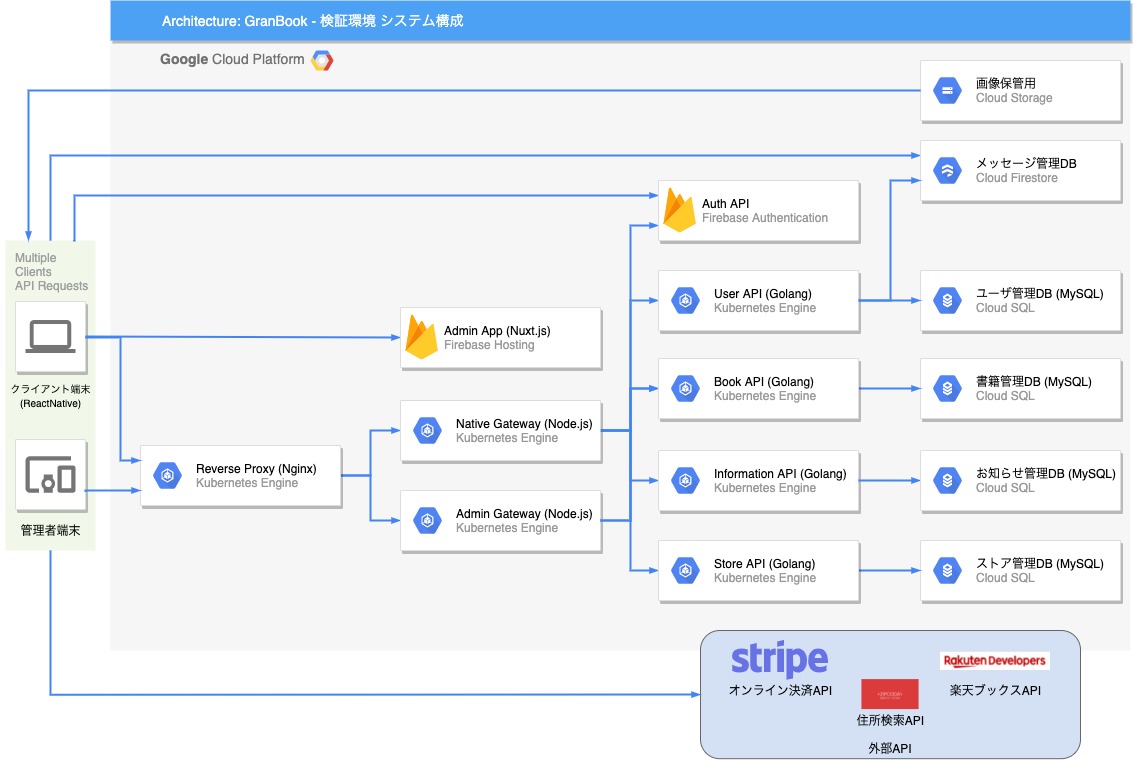 Architecture: GranBook - 検証環境 システム構成
Google Cloud Platform
画像保管用
Cloud Storage
メッセージ管理DB
Cloud Firestore
Auth API
Firebase Authentication
Multiple
Clients
API Requests
クライアント端末
(ReactNative)
管理者端末
User API (Golang)
Kubernetes Engine
ユーザ管理DB (MySQL)
Cloud SQL
Admin App (Nuxt.js)
Firebase Hosting
Book API (Golang)
Kubernetes Engine
書籍管理DB (MySQL)
Cloud SQL
Native Gateway (Node.js)
Kubernetes Engine
Reverse Proxy (Nginx)
Kubernetes Engine
Information API (Golang)
Kubernetes Engine
お知らせ管理DB (MySQL)
Cloud SQL
Admin Gateway (Node.js)
Kubernetes Engine
Store API (Golang)
Kubernetes Engine
ストア管理DB (MySQL)
Cloud SQL
stripe
オンライン決済API
Rakuten Developers
楽天ブックスAPI
住所検索API
外部API